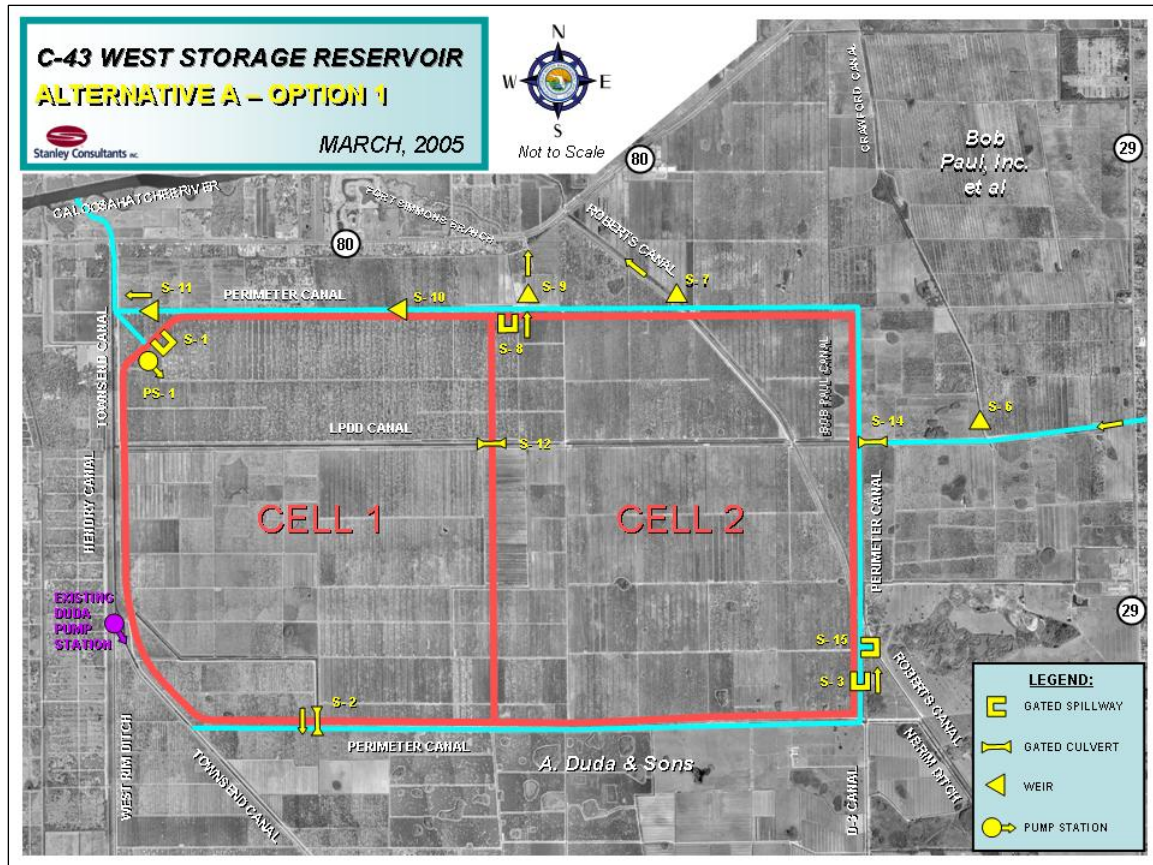 C-43 WEST STORAGE RESERVOIR
ALTERNATIVE A – OPTION 1
Stanley Consultants INC.
MARCH, 2005
N
W
E
S
Not to Scale
80
CRAWFORD CANAL
Bob
Paul, Inc.
et al
29
CALOOSAHATCHEE RIVER
FORT SIMMONS BRANCH
80
ROBERTS CANAL
S-11
PERIMETER CANAL
S-10
S-9
S-7
S-1
S-8
PS-1
TOWNSEND CANAL
BOB PAUL CANAL
S-6
LPDD CANAL
S-12
S-14
HENDRY CANAL
CELL 1
CELL 2
PERIMETER CANAL
EXISTING
DUDA
PUMP
STATION
29
S-15
S-3
ROBERTS CANAL
S-2
PERIMETER CANAL
WEST RIM DITCH
TOWNSEND CANAL
A. Duda & Sons
D-3 CANAL
N-RIM DITCH
LEGEND:
GATED SPILLWAY
GATED CULVERT
WEIR
PUMP STATION